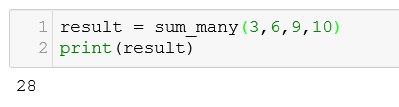 1 result = sum_many(3,6,9,10)
2 print(result)
28